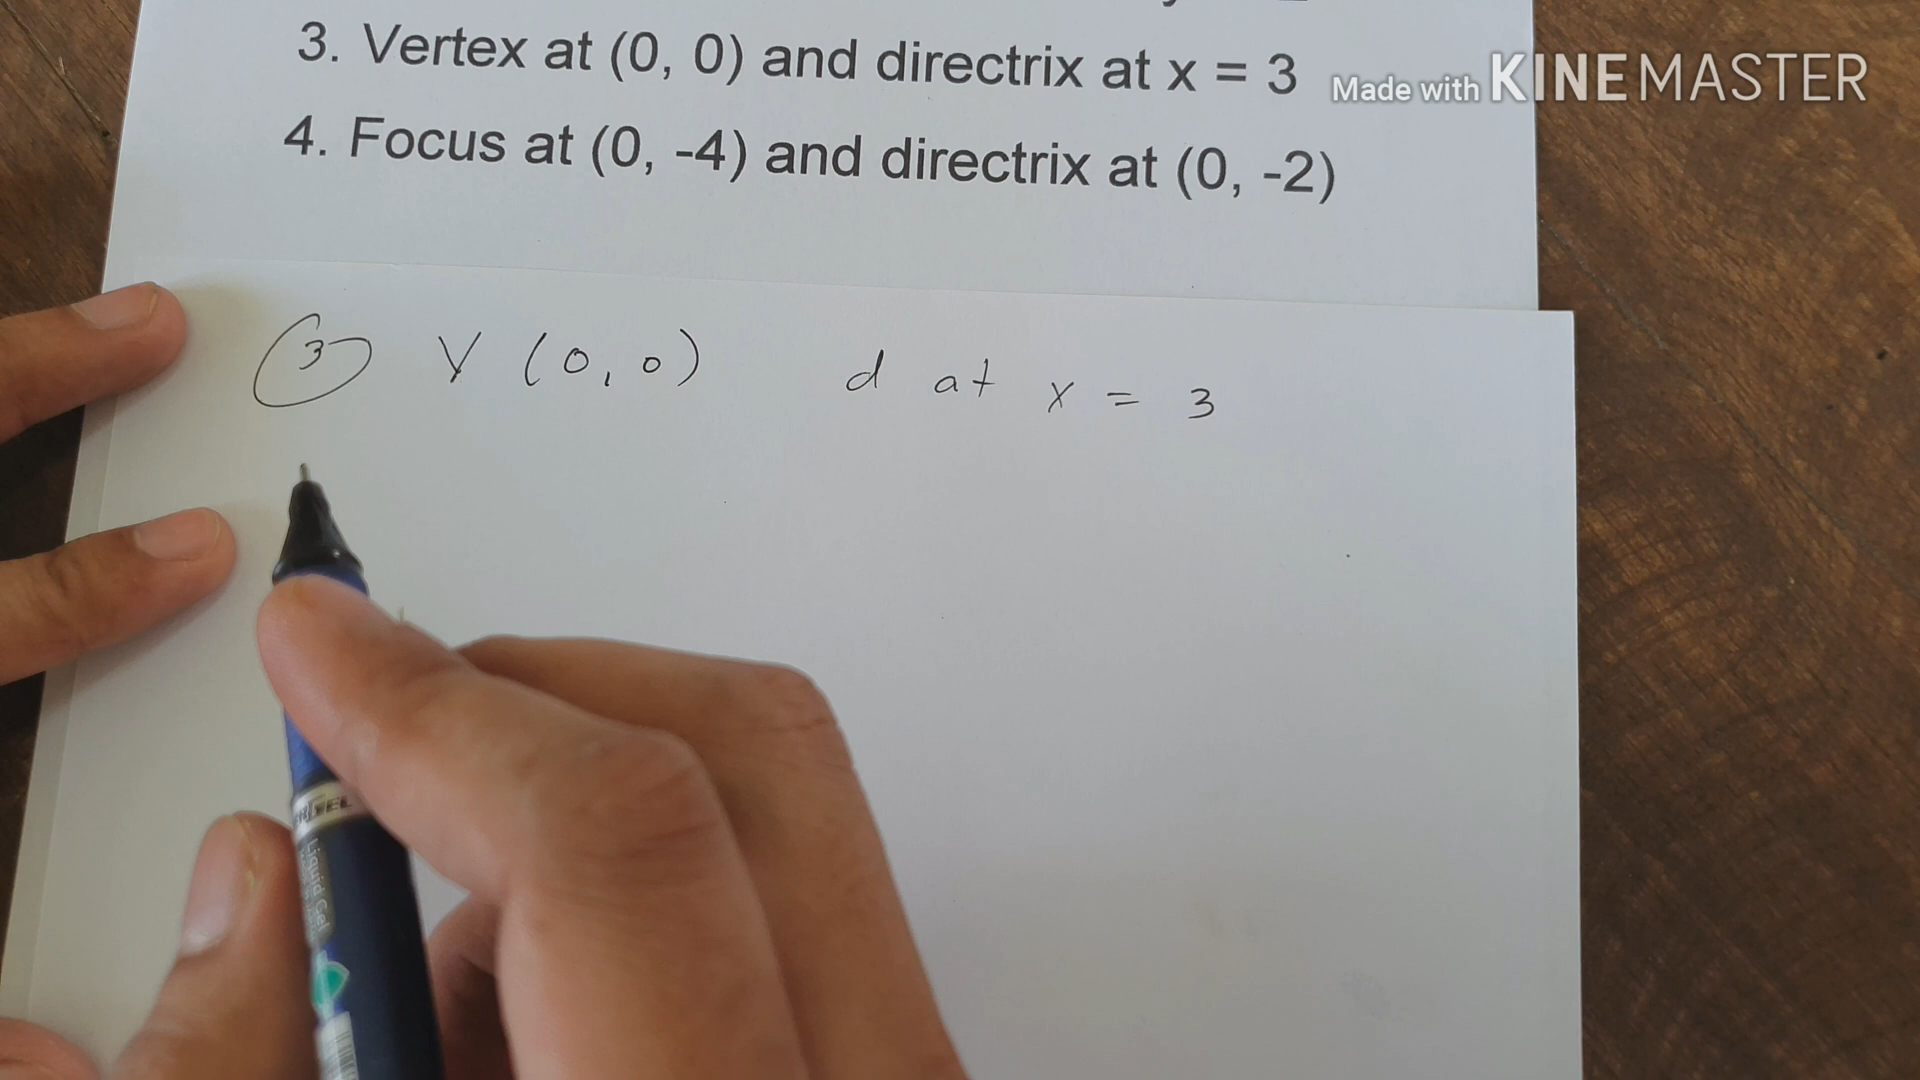 3. Vertex at (0, 0) and directrix at x = 3
Made with KINEMASTER
4. Focus at (0, -4) and directrix at (0, -2)
3 V (0, 0) d at x = 3
Liquid Gel